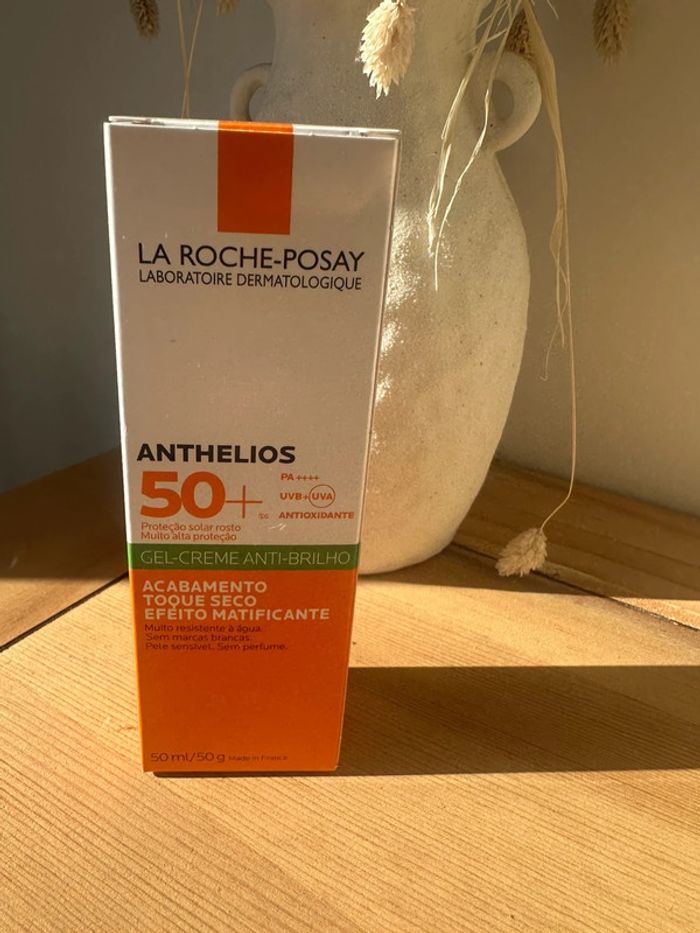 LA ROCHE-POSAY
LABORATOIRE DERMATOLOGIQUE
ANTHELIOS
50+
PA ++++
UVB+UVA
ANTIOXIDANTE
Proteção solar rosto
Muito alta proteção
GEL-CREME ANTI-BRILHO
ACABAMENTO
TOQUE SECO
EFEITO MATIFICANTE
Muito resistente à água.
Sem marcas brancas.
Pele sensível. Sem perfume.
50 ml/50 g Made in France